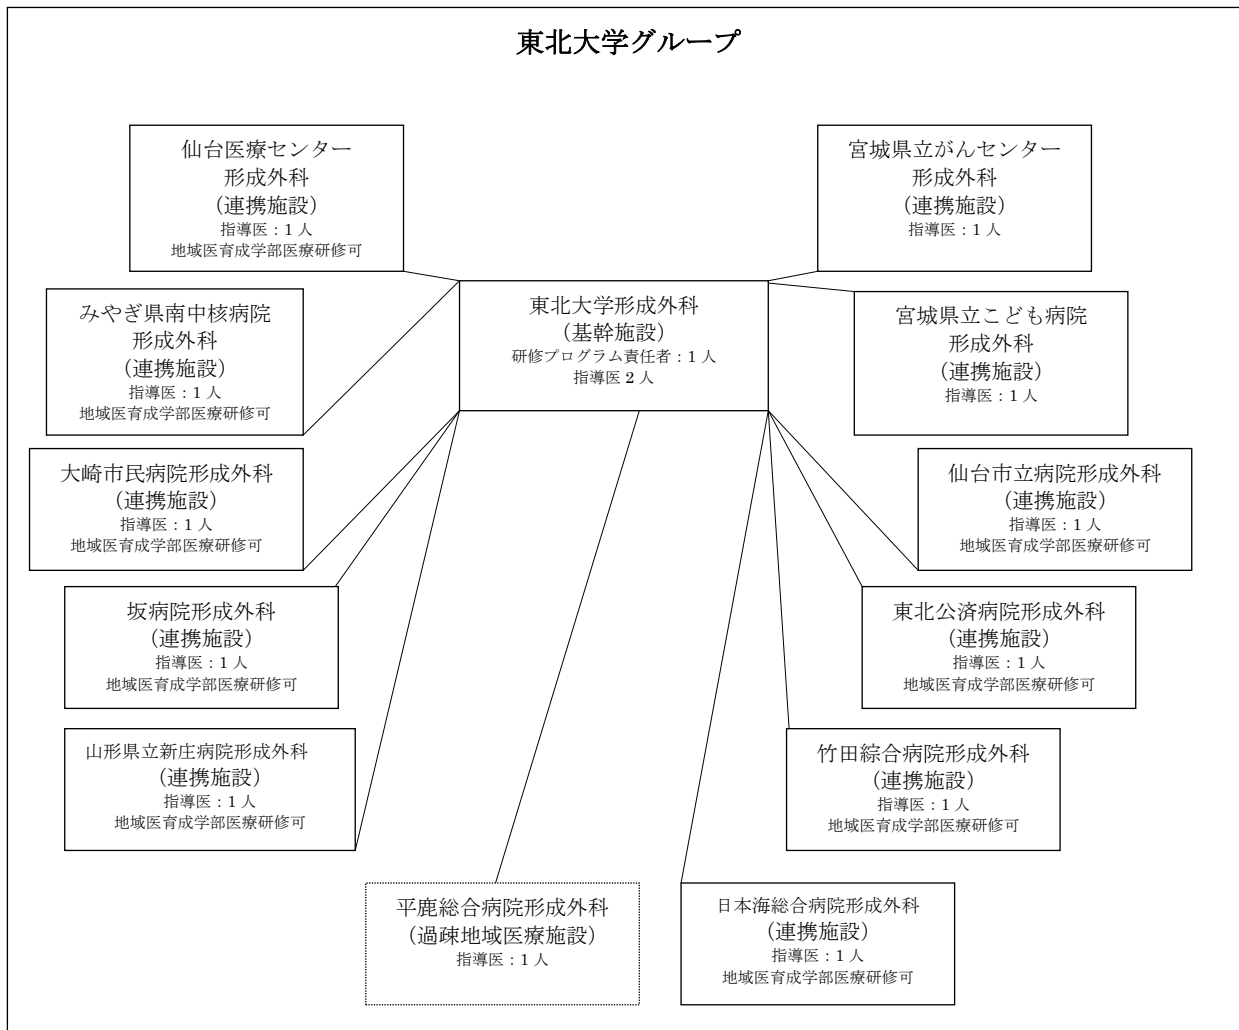 東北大学グループ
仙台医療センター
形成外科
（連携施設）
指導医：1 人
地域医育成学部医療研修可
宮城県立がんセンター
形成外科
（連携施設）
指導医：1 人
東北大学形成外科
（基幹施設）
研修プログラム責任者：1 人
指導医 2 人
みやぎ県南中核病院
形成外科
（連携施設）
指導医：1 人
地域医育成学部医療研修可
宮城県立こども病院
形成外科
（連携施設）
指導医：1 人
大崎市民病院形成外科
（連携施設）
指導医：1 人
地域医育成学部医療研修可
仙台市立病院形成外科
（連携施設）
指導医：1 人
地域医育成学部医療研修可
坂病院形成外科
（連携施設）
指導医：1 人
地域医育成学部医療研修可
東北公済病院形成外科
（連携施設）
指導医：1 人
地域医育成学部医療研修可
山形県立新庄病院形成外科
（連携施設）
指導医：1 人
地域医育成学部医療研修可
竹田綜合病院形成外科
（連携施設）
指導医：1 人
地域医育成学部医療研修可
平鹿総合病院形成外科
（過疎地域医療施設）
指導医：1 人
日本海総合病院形成外科
（連携施設）
指導医：1 人
地域医育成学部医療研修可